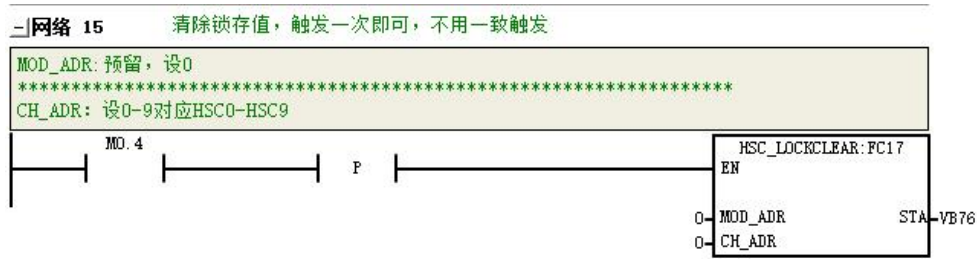 网络 15 清除锁存值，触发一次即可，不用一致触发
MOD_ADR: 预留，设0
*******************************************************************
CH_ADR: 设0-9对应HSC0-HSC9
M0.4
P
HSC_LOCKCLEAR:FC17
EN
0 MOD_ADR STA VB76
0 CH_ADR